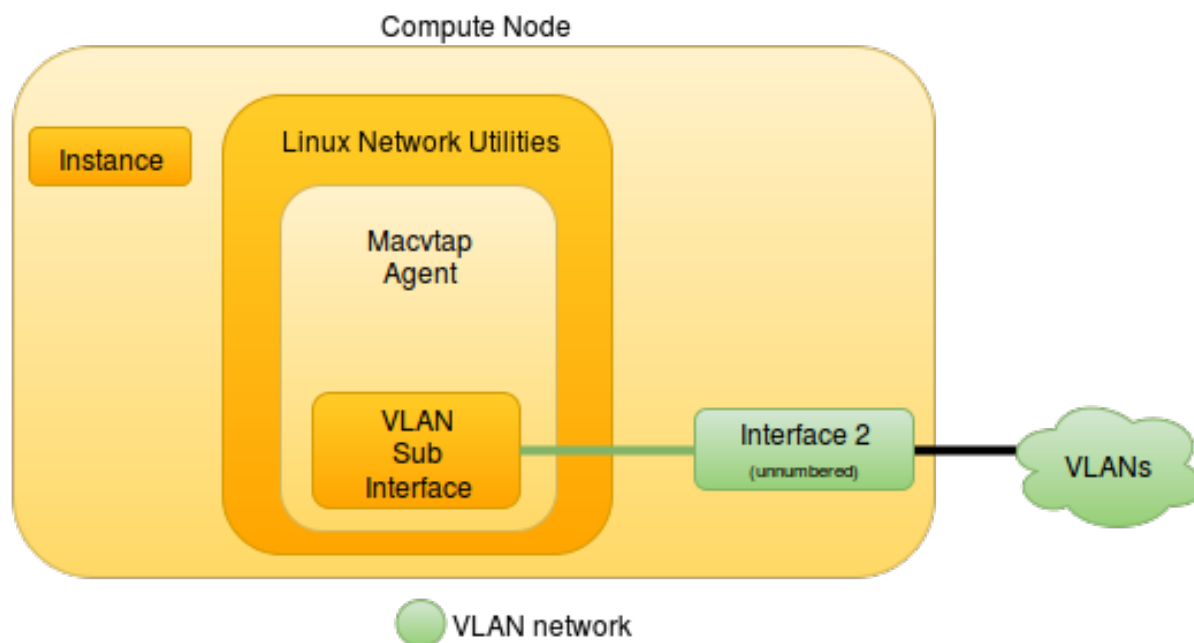 Compute Node
Linux Network Utilities
Instance
Macvtap
Agent
VLAN
Sub
Interface
Interface 2
(unnumbered)
VLANs
VLAN network